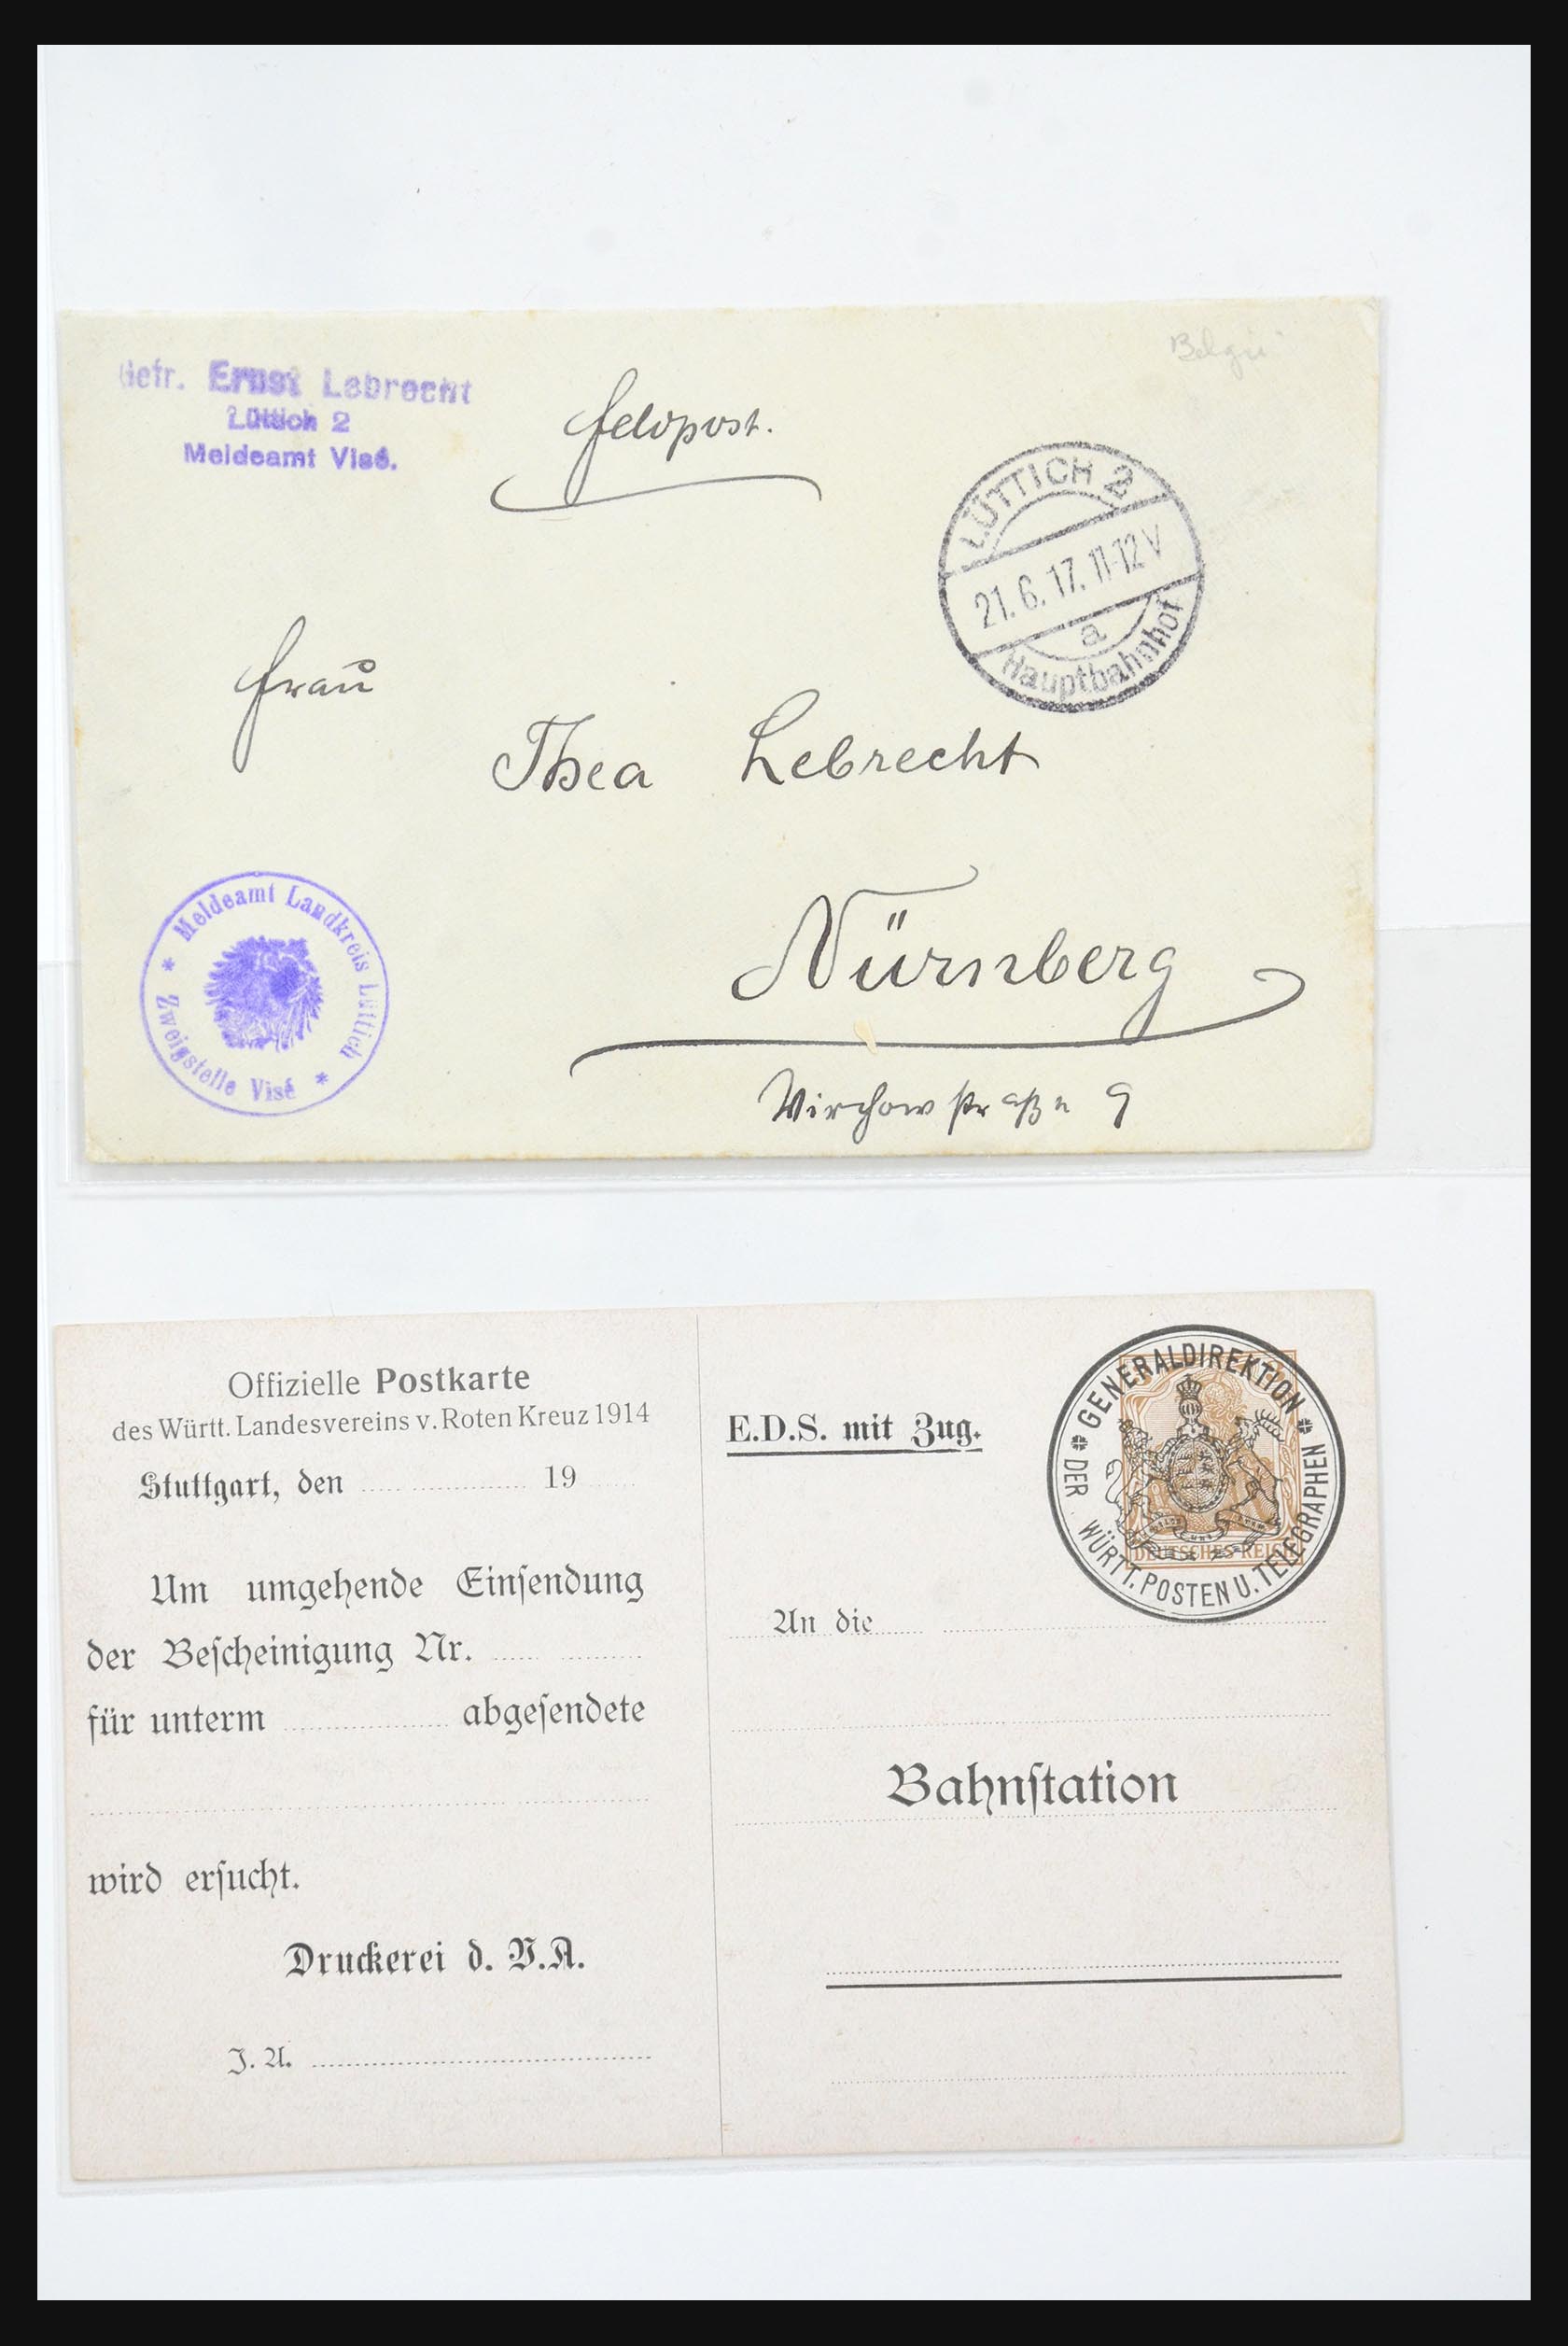 Gefr. Ernst Lebrecht
Lüttich 2
Meldeamt Visé.
Feldpost.
LÜTTICH 2
21.6.17.11-12V
a
Hauptbahnhof
Frau
Thea Lebrecht
Nürnberg
Virchowstraße 9
* Meldeamt Landkreis Lüttich *
Zweigstelle Visé
Offizielle Postkarte
des Württ. Landesvereins v. Roten Kreuz 1914
Stuttgart, den 19
Um umgehende Einſendung
der Beſcheinigung Nr.
für unterm abgeſendete
wird erſucht.
Druckerei d. V.A.
J. A.
E.D.S. mit Zug.
GENERALDIREKTION
DER WÜRTT. POSTEN U. TELEGRAPHEN
DEUTSCHES REICH
An die
Bahnſtation